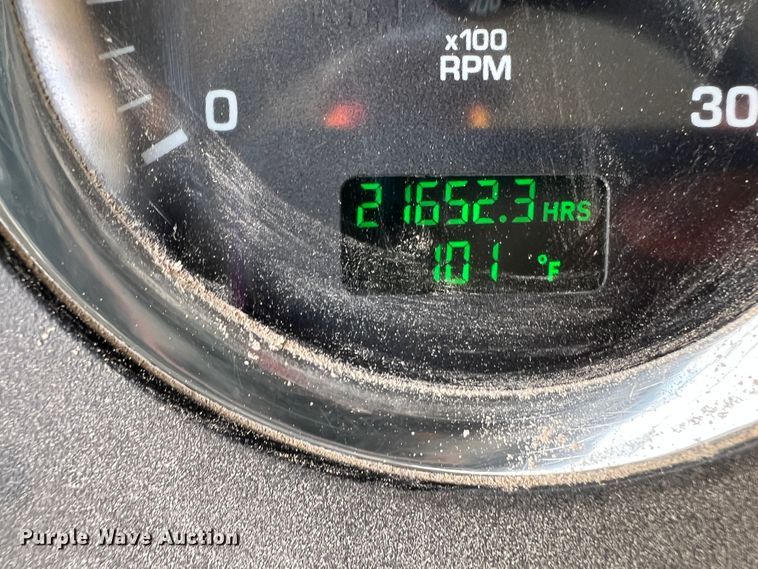 x100
RPM
0
30
21652.3 HRS
101 °F
Purple Wave Auction